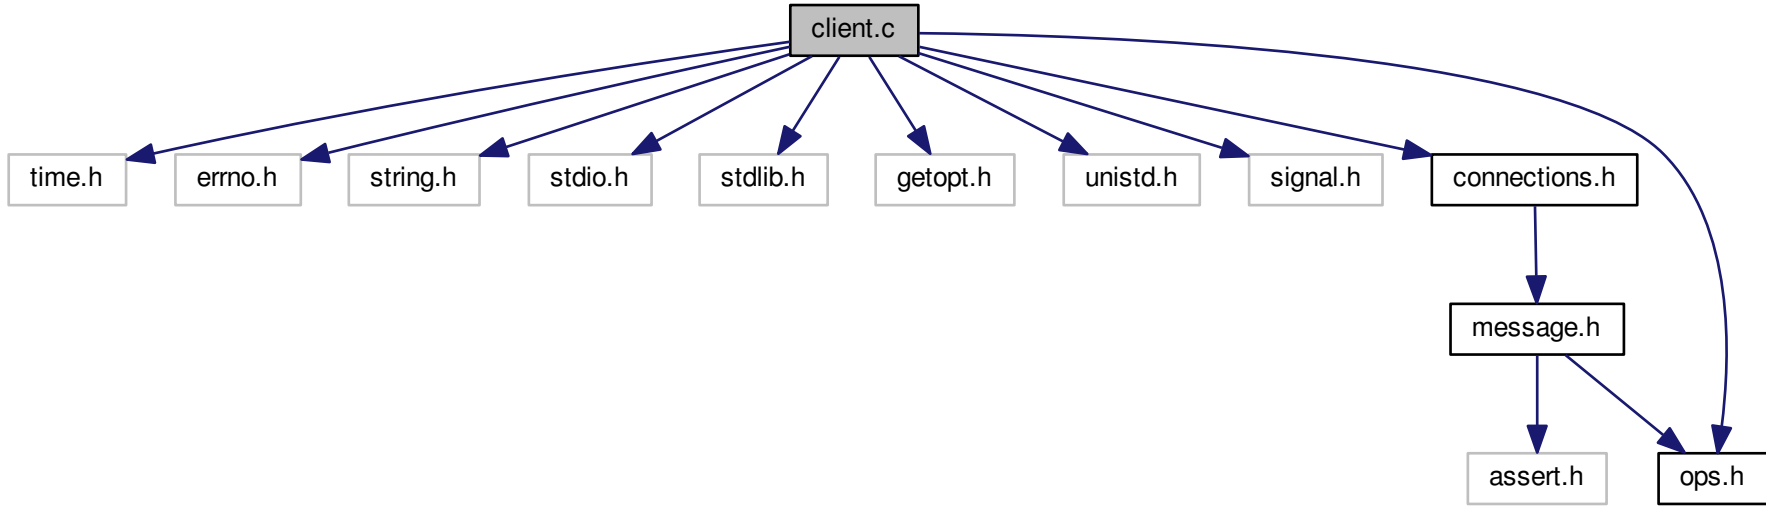 client.c
time.h
errno.h
string.h
stdio.h
stdlib.h
getopt.h
unistd.h
signal.h
connections.h
message.h
assert.h
ops.h